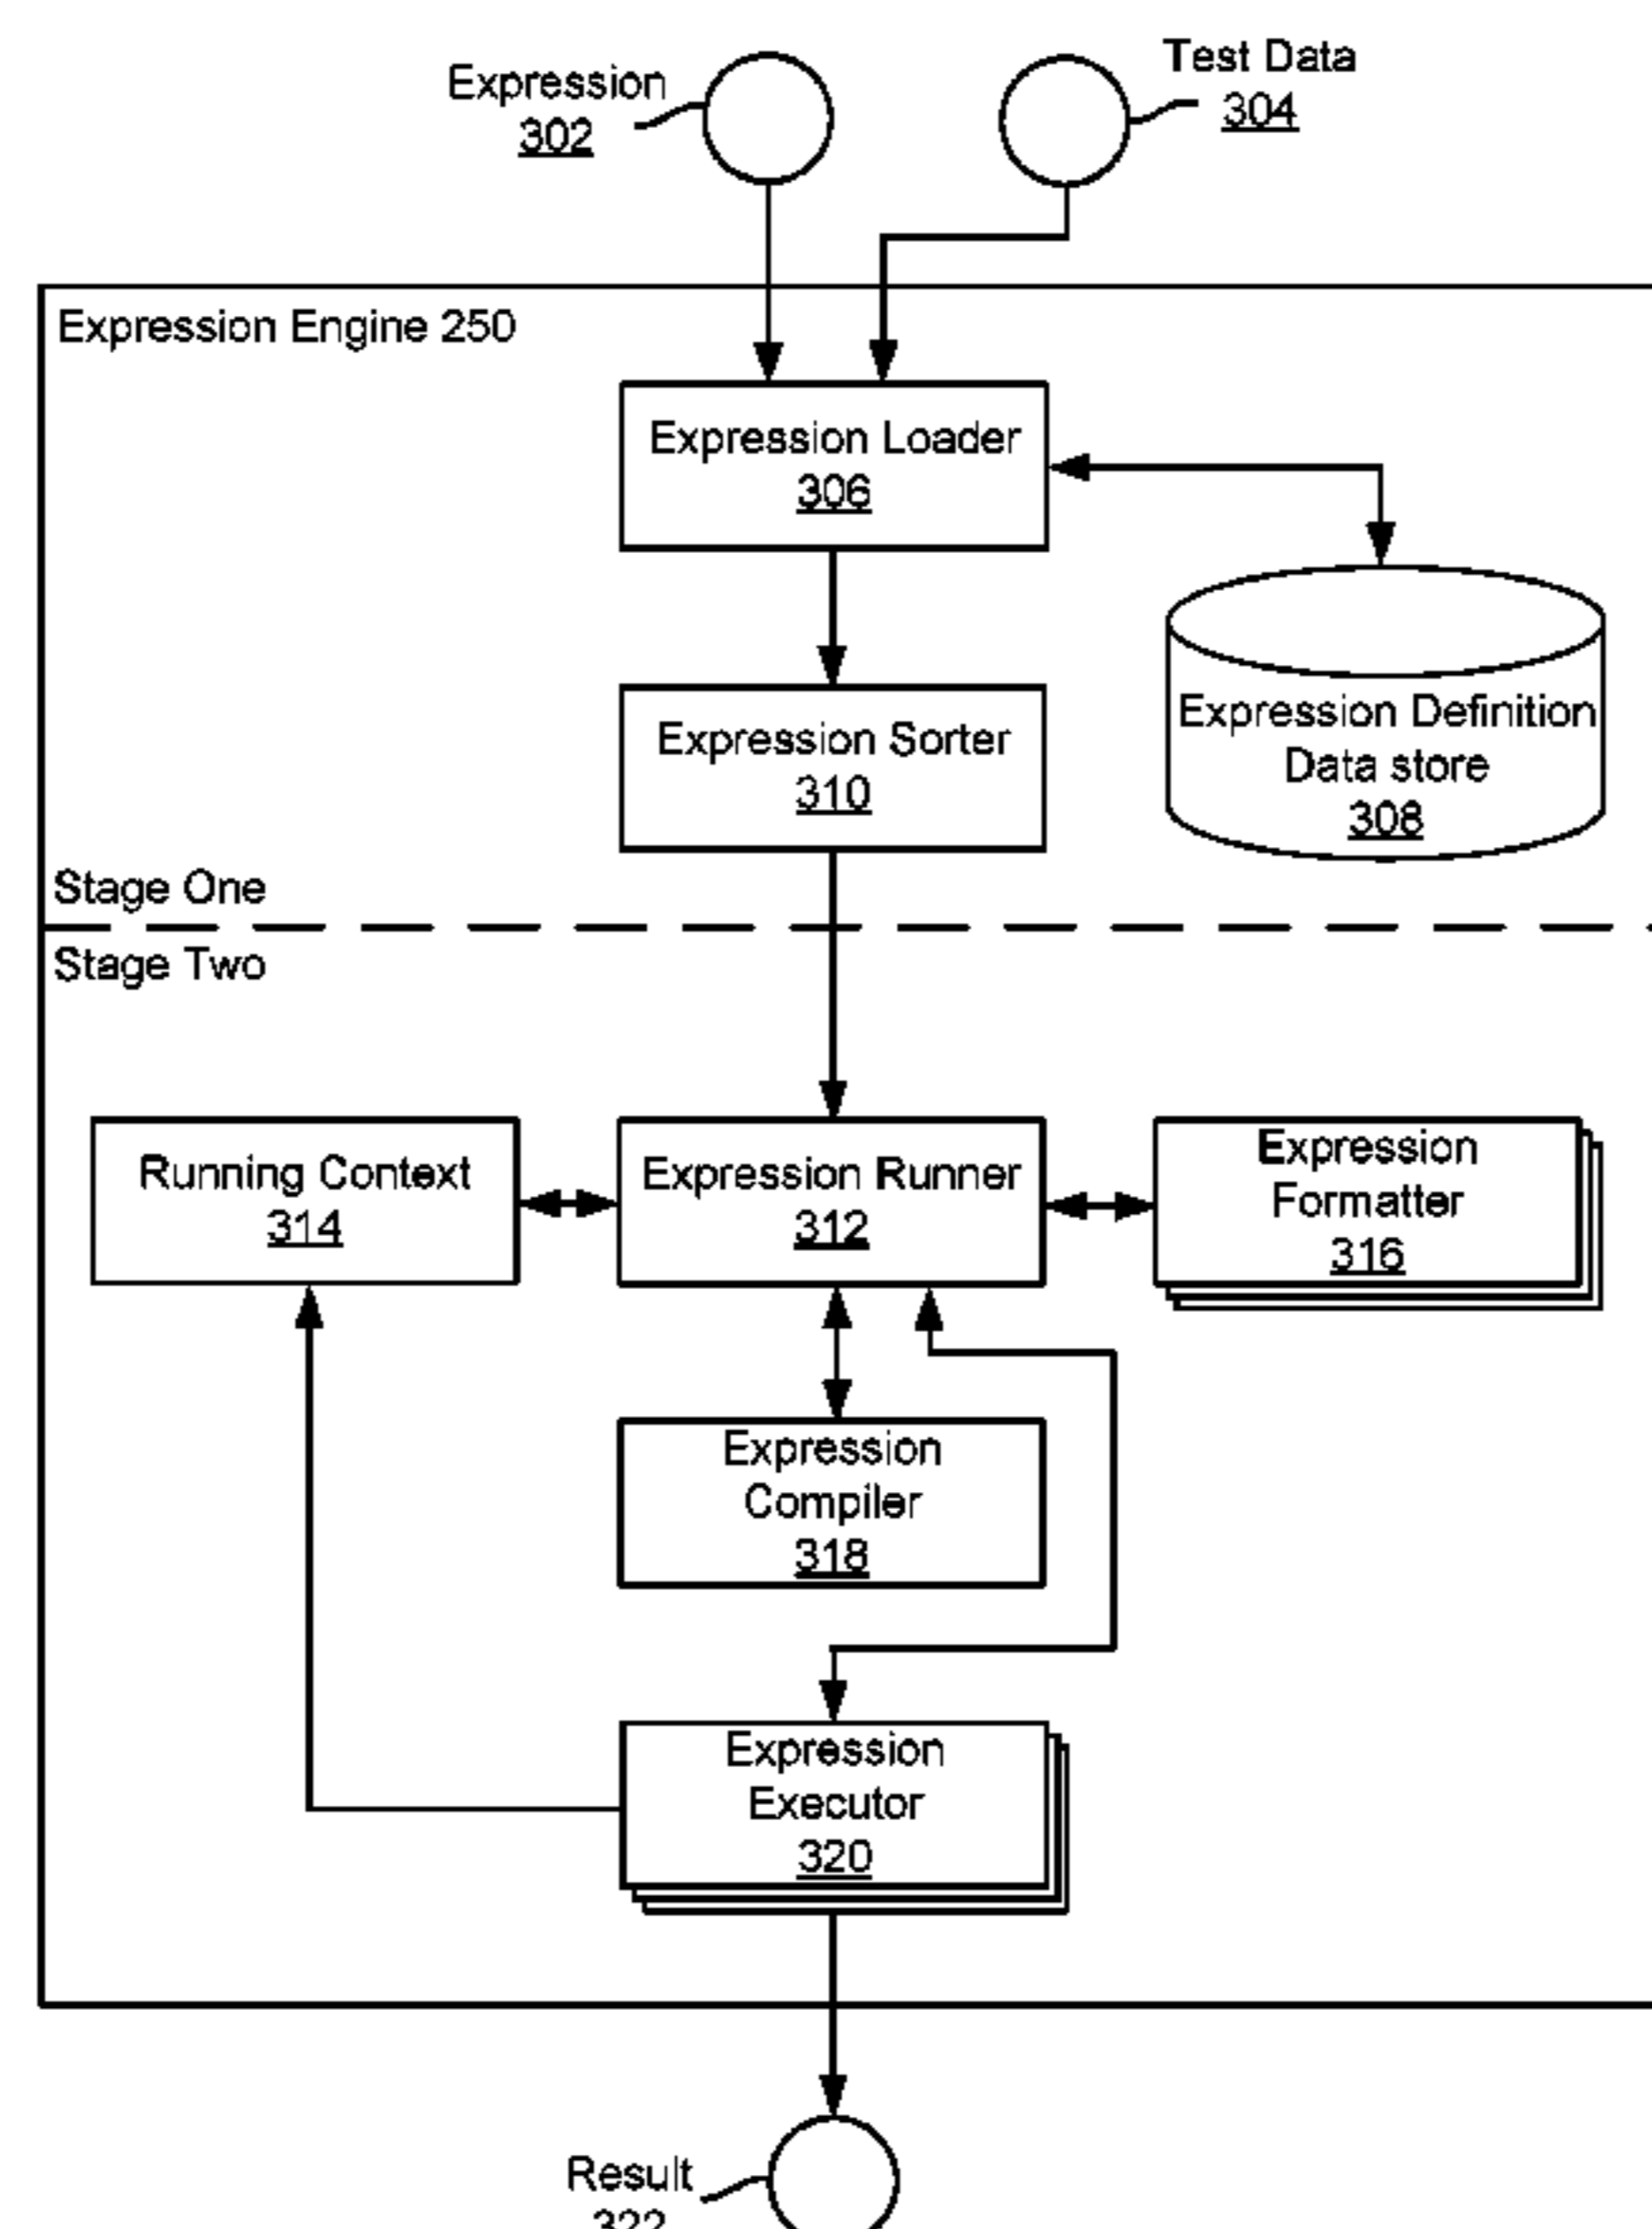 Expression
302
Test Data
304
Expression Engine 250
Expression Loader
306
Expression Definition
Data store
308
Expression Sorter
310
Stage One
Stage Two
Running Context
314
Expression Runner
312
Expression
Formatter
316
Expression
Compiler
318
Expression
Executor
320
Result
322